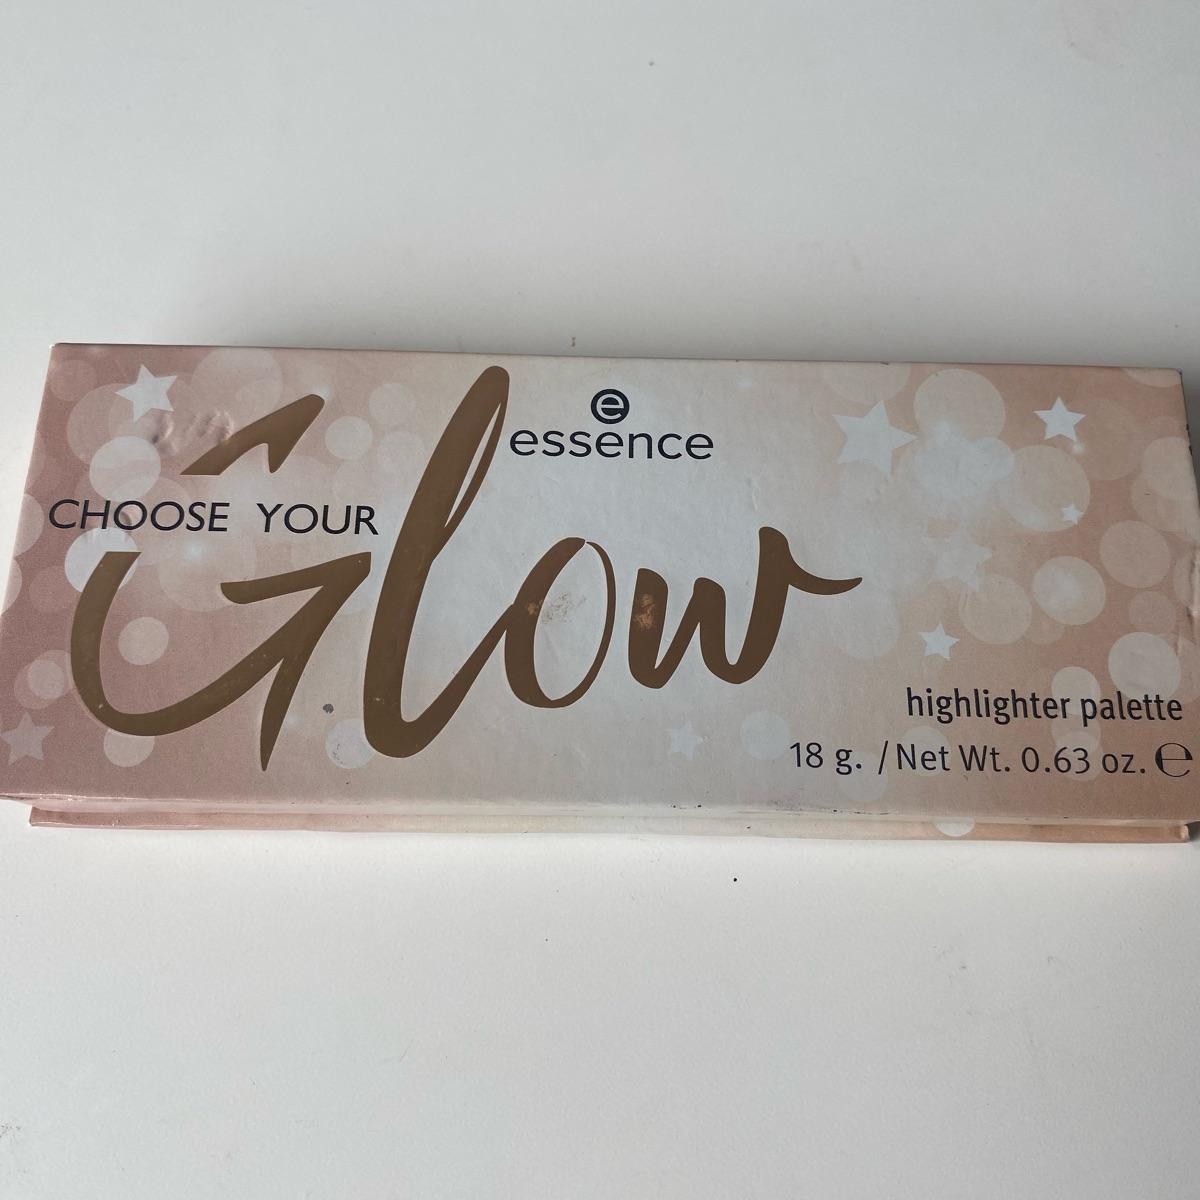 e
essence
CHOOSE YOUR
Glow
highlighter palette
18 g. / Net Wt. 0.63 oz. ℮